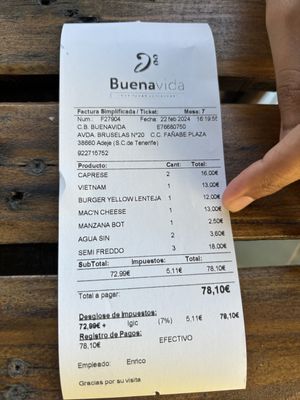 Buenavida
Factura Simplificada / Ticket: Mesa: 7
Num.: F27904 Fecha: 22 feb 2024 16:19:55
C.B. BUENAVIDA E76680750
AVDA. BRUSELAS Nº20 C.C. FAÑABE PLAZA
38660 Adeje (S.C.de Tenerife)
922716752
Producto: Cant: Total:
CAPRESE 2 16,00€
VIETNAM 1 13,00€
BURGER YELLOW LENTEJA 1 12,00€
MAC'N CHEESE 1 13,00€
MANZANA BOT 1 2,50€
AGUA SIN 2 3,60€
SEMI FREDDO 3 18,00€
SubTotal: Impuestos: Total:
72,99€ 5,11€ 78,10€
Total a pagar: 78,10€
Desglose de Impuestos:
72,99€ + Igic (7%) 5,11€ 78,10€
Registro de Pagos:
78,10€ EFECTIVO
Empleado: Enrico
Gracias por su visita